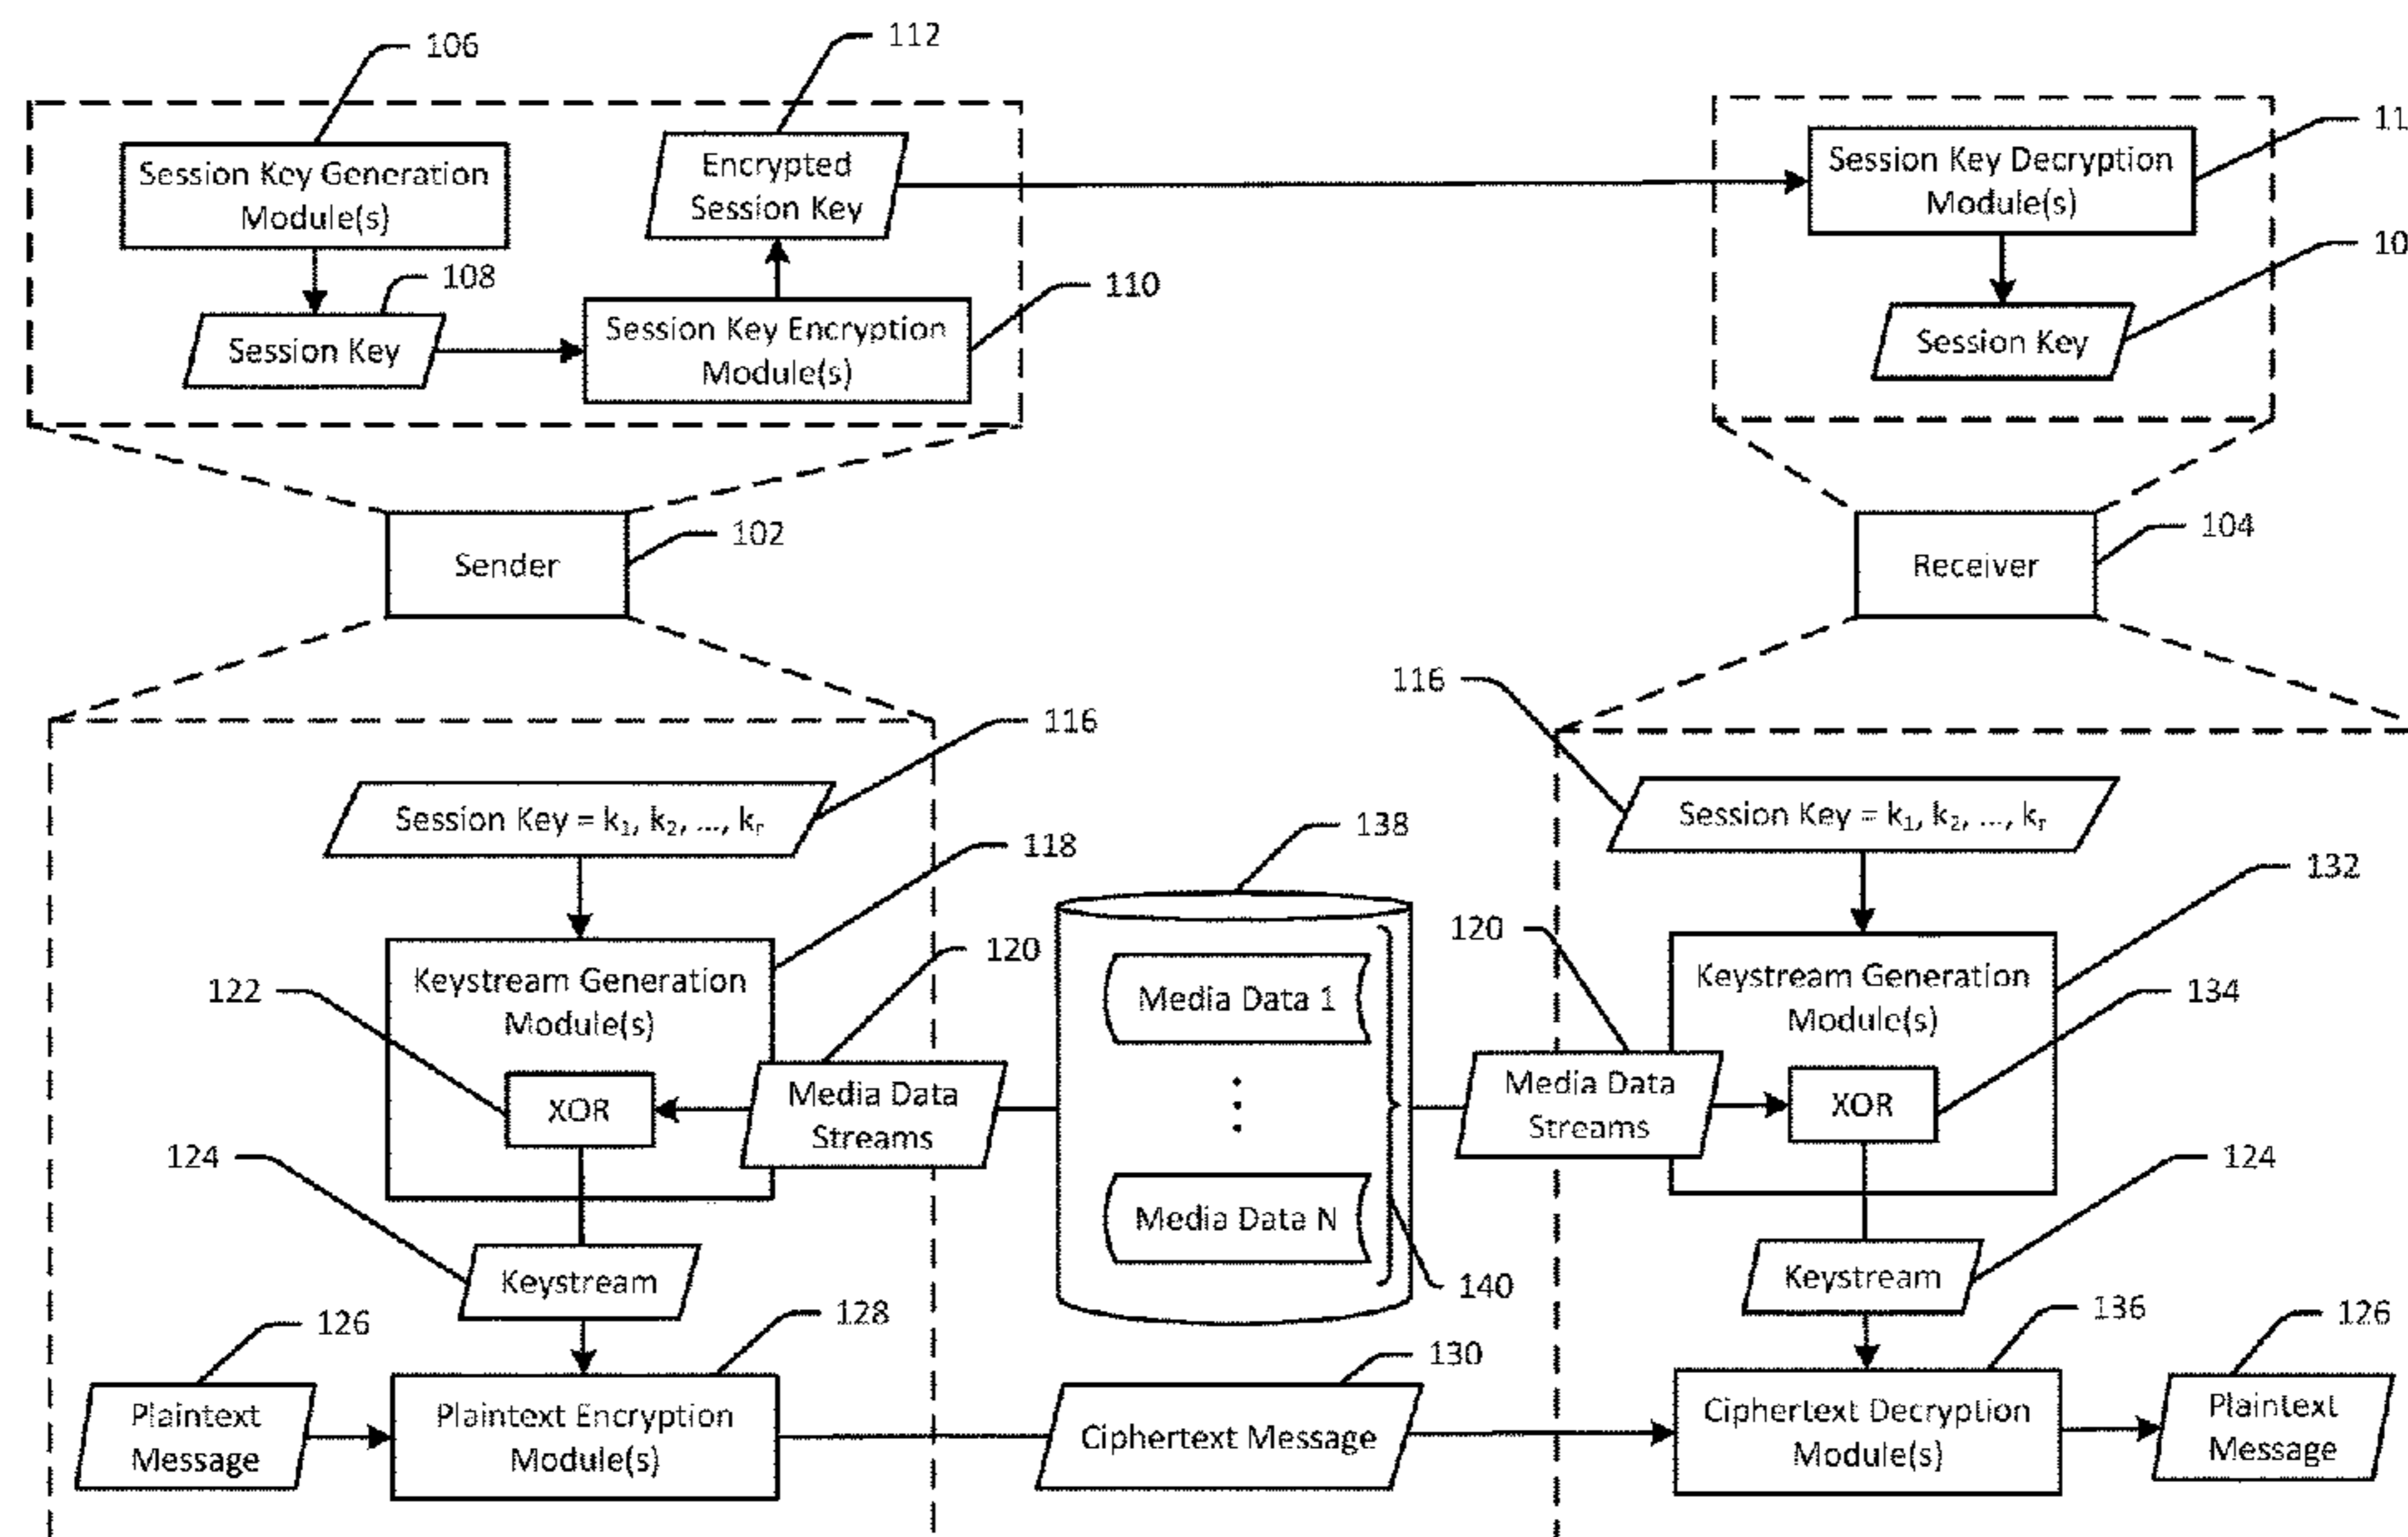 106
112
Session Key Generation
Module(s)
Encrypted
Session Key
Session Key Decryption
Module(s)
11
108
Session Key
Session Key Encryption
Module(s)
110
10
Session Key
Sender
102
Receiver
104
116
Session Key = k₁, k₂, ..., kᵣ
116
Session Key = k₁, k₂, ..., kᵣ
118
138
132
Keystream Generation
Module(s)
122
XOR
120
Media Data
Streams
124
Media Data 1
Media Data N
140
120
Media Data
Streams
Keystream Generation
Module(s)
134
XOR
124
Keystream
Keystream
126
Plaintext
Message
128
Plaintext Encryption
Module(s)
130
Ciphertext Message
136
Ciphertext Decryption
Module(s)
126
Plaintext
Message